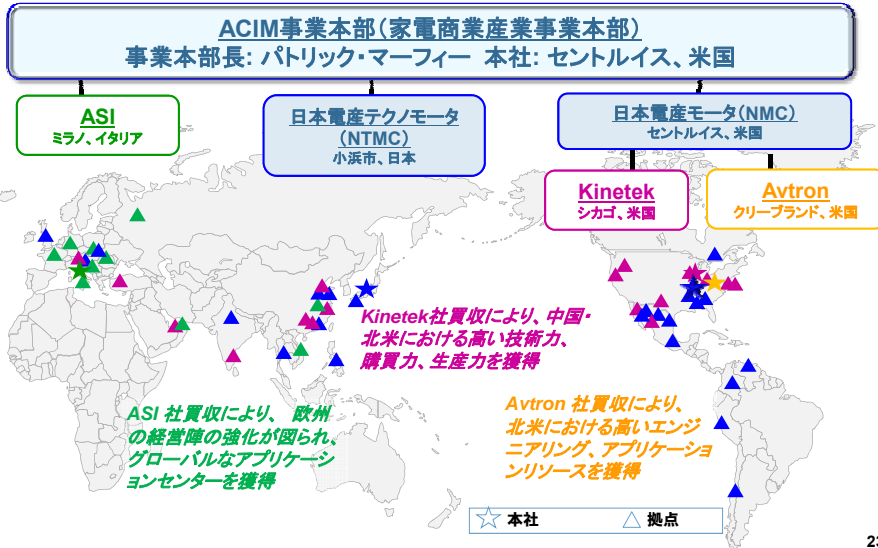 ACIM事業本部(家電商業産業事業本部)
事業本部長: パトリック・マーフィー 本社: セントルイス、米国
ASI
ミラノ、イタリア
日本電産テクノモータ
(NTMC)
小浜市、日本
日本電産モータ(NMC)
セントルイス、米国
Kinetek
シカゴ、米国
Avtron
クリーブランド、米国
Kinetek社買収により、中国・
北米における高い技術力、
購買力、生産力を獲得
ASI 社買収により、 欧州
の経営陣の強化が図られ、
グローバルなアプリケーシ
ョンセンターを獲得
Avtron 社買収により、
北米における高いエンジ
ニアリング、アプリケーショ
ンリソースを獲得
本社 拠点
23